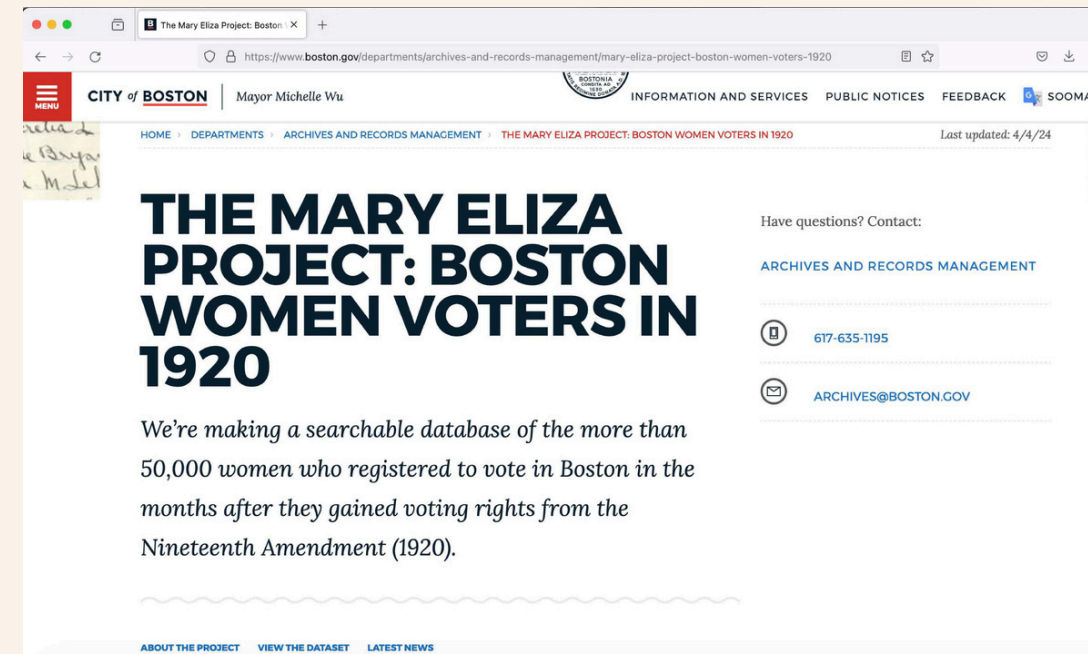 The Mary Eliza Project: Boston
https://www.boston.gov/departments/archives-and-records-management/mary-eliza-project-boston-women-voters-1920
MENU
CITY of BOSTON
Mayor Michelle Wu
BOSTONIA
CONDITA AD
1630
INFORMATION AND SERVICES PUBLIC NOTICES FEEDBACK
HOME › DEPARTMENTS › ARCHIVES AND RECORDS MANAGEMENT › THE MARY ELIZA PROJECT: BOSTON WOMEN VOTERS IN 1920
Last updated: 4/4/24
THE MARY ELIZA
PROJECT: BOSTON
WOMEN VOTERS IN
1920
We're making a searchable database of the more than
50,000 women who registered to vote in Boston in the
months after they gained voting rights from the
Nineteenth Amendment (1920).
Have questions? Contact:
ARCHIVES AND RECORDS MANAGEMENT
617-635-1195
ARCHIVES@BOSTON.GOV
ABOUT THE PROJECT VIEW THE DATASET LATEST NEWS